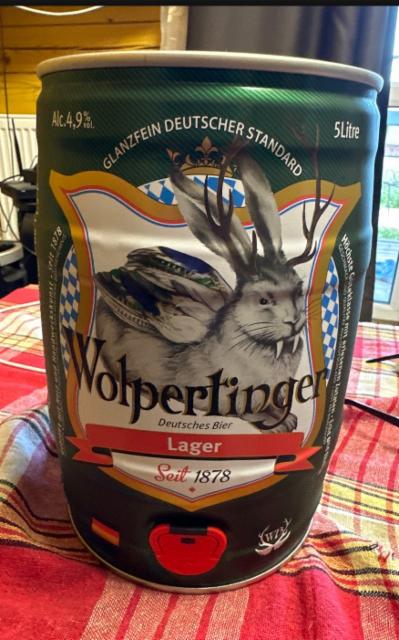 Alc.4,9% vol.
GLANZFEIN DEUTSCHER STANDARD
5Litre
Wolpertinger
Deutsches Bier
Lager
Seit 1878